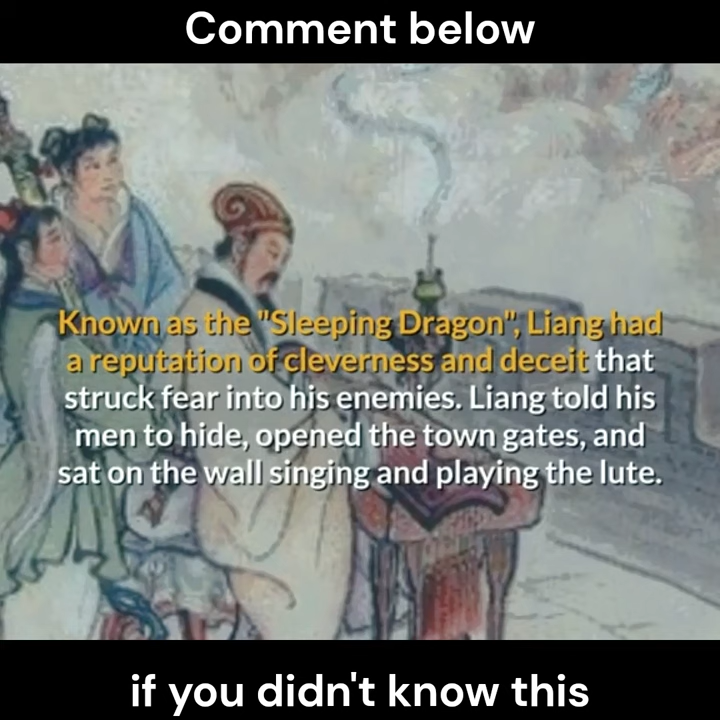 Comment below
Known as the "Sleeping Dragon", Liang had
a reputation of cleverness and deceit that
struck fear into his enemies. Liang told his
men to hide, opened the town gates, and
sat on the wall singing and playing the lute.
if you didn't know this